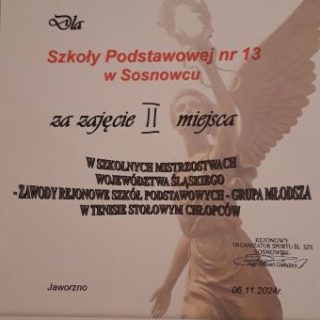 Dla
Szkoły Podstawowej nr 13
w Sosnowcu
za zajęcie II miejsca
W SZKOLNYCH MISTRZOSTWACH
WOJEWÓDZTWA ŚLĄSKIEGO
- ZAWODY REJONOWE SZKÓŁ PODSTAWOWYCH - GRUPA MŁODSZA
W TENISIE STOŁOWYM CHŁOPCÓW
REJONOWY
ORGANIZATOR SPORTU ŚL. SZS
SOSNOWIEC
mgr
Jaworzno
06.11.2024r.